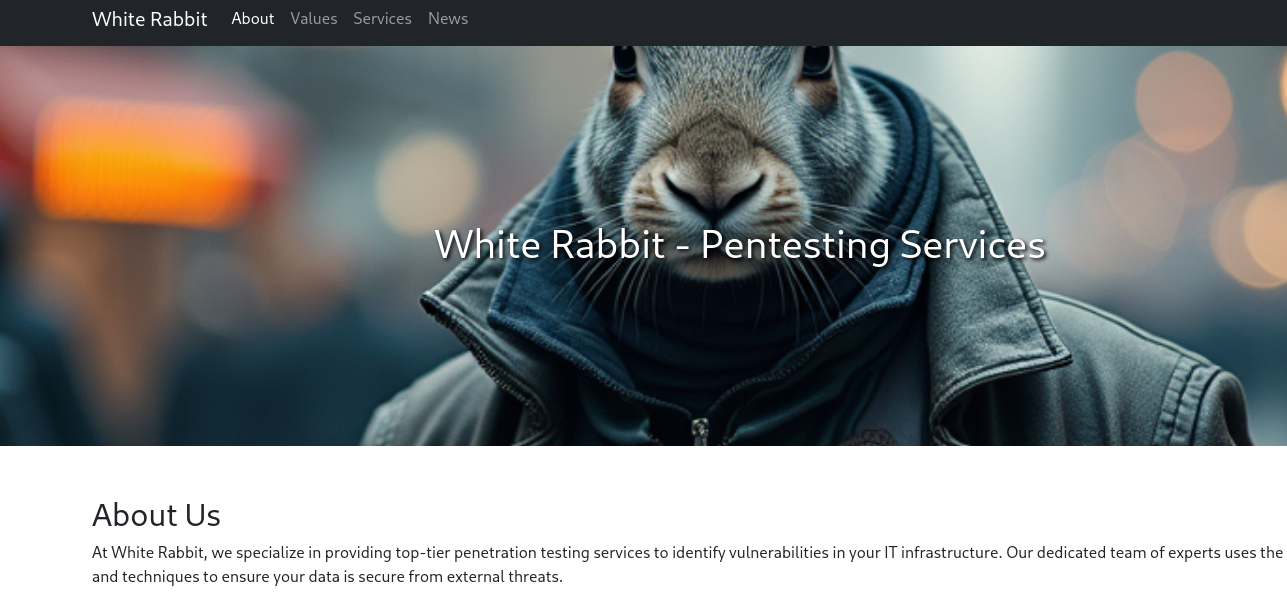 White Rabbit About Values Services News
White Rabbit - Pentesting Services
About Us
At White Rabbit, we specialize in providing top-tier penetration testing services to identify vulnerabilities in your IT infrastructure. Our dedicated team of experts uses the
and techniques to ensure your data is secure from external threats.